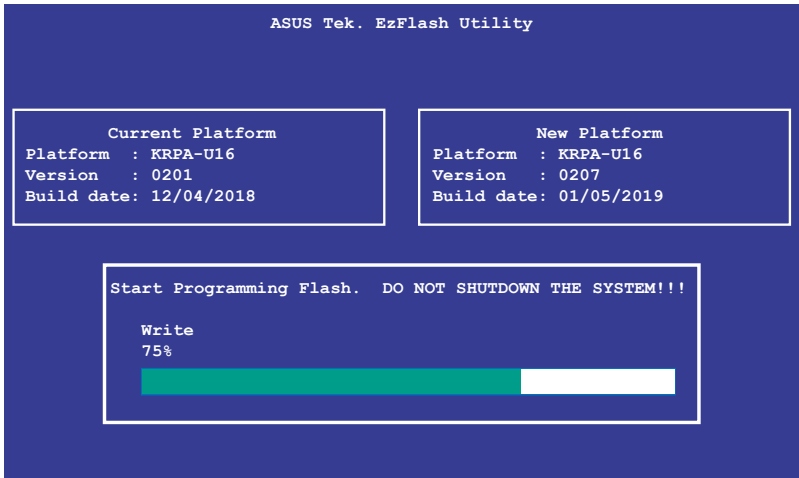 ASUS Tek. EzFlash Utility
Current Platform
Platform : KRPA-U16
Version : 0201
Build date: 12/04/2018
New Platform
Platform : KRPA-U16
Version : 0207
Build date: 01/05/2019
Start Programming Flash. DO NOT SHUTDOWN THE SYSTEM!!!
Write
75%